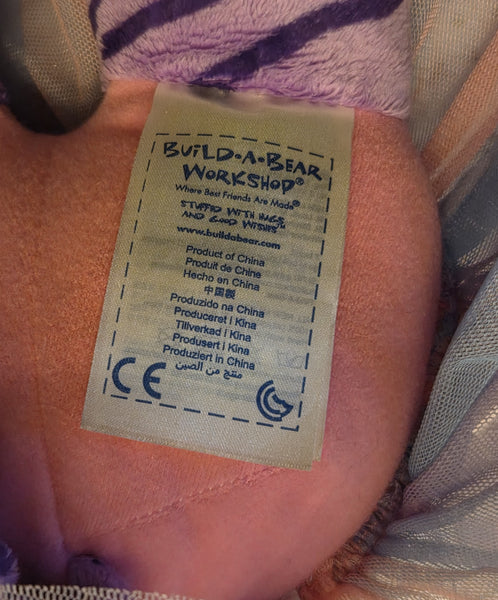 BUiLD•A•BEAR
WORKSHOP®
Where Best Friends Are Made®
STUFFED WITH HUGS
AND GOOD WISHES®
www.buildabear.com
Product of China
Produit de Chine
Hecho en China
中国製
Produzido na China
Produceret i Kina
Tillverkad i Kina
Produsert i Kina
Produziert in China
منتج من الصين
CE